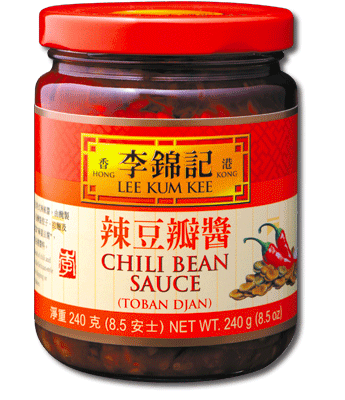 香 李錦記 港
HONG KONG
LEE KUM KEE
辣豆瓣醬
CHILI BEAN
SAUCE
(TOBAN DJAN)
李
淨重 240 克 (8.5 安士) NET WT. 240 g (8.5 oz)